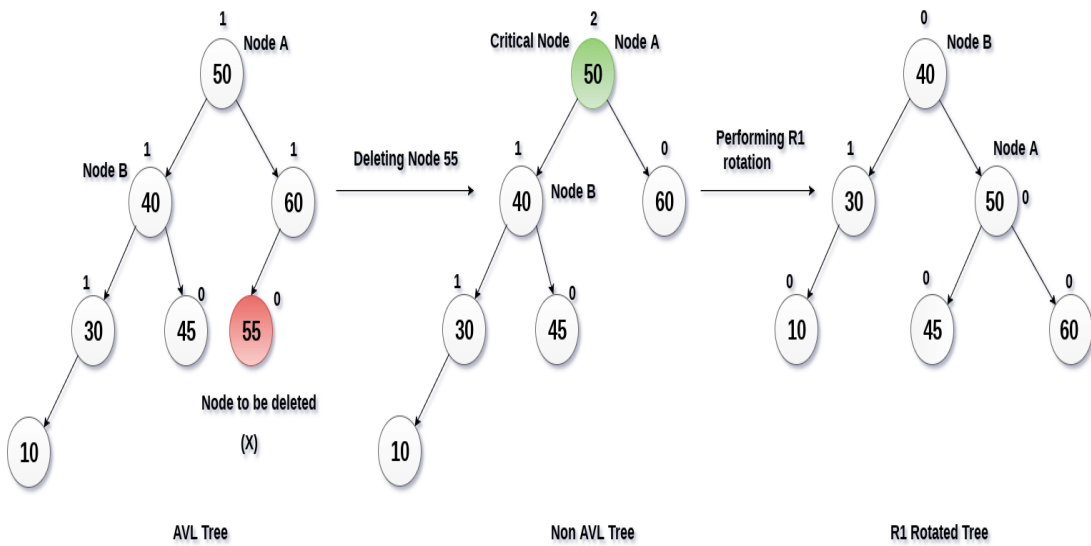 1
Node A
50
Node B
1
40
1
60
1
30
0
45
0
55
Node to be deleted
(X)
10
AVL Tree
Deleting Node 55
2
Critical Node
Node A
50
1
40
Node B
0
60
1
30
0
45
10
Non AVL Tree
Performing R1
rotation
0
Node B
40
1
30
Node A
50
0
0
10
0
45
0
60
R1 Rotated Tree